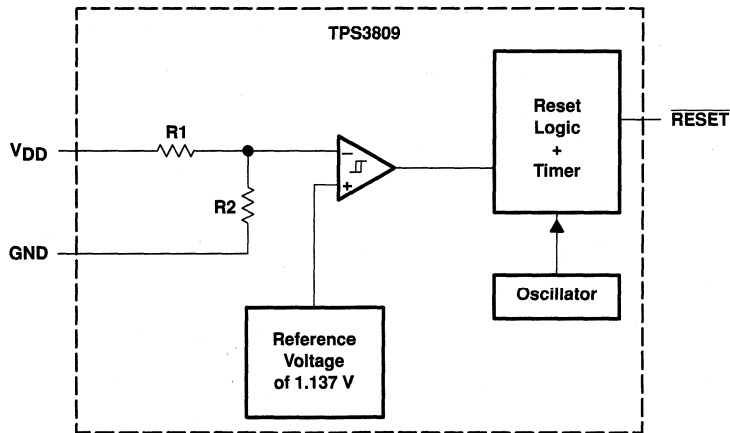 TPS3809
Reset
Logic
+
Timer
RESET
R1
VDD
−
+
R2
GND
Oscillator
Reference
Voltage
of 1.137 V